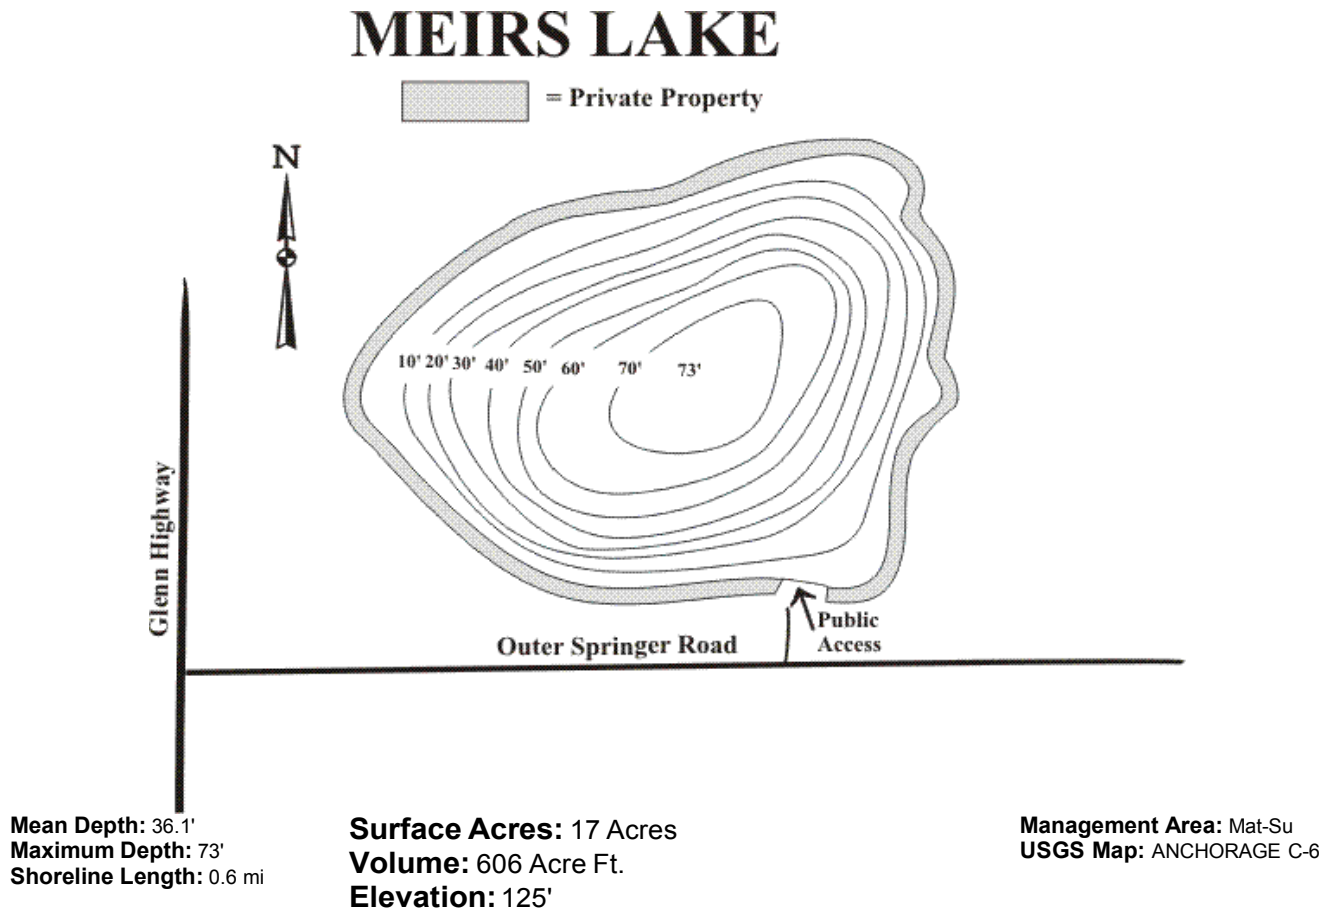 MEIRS LAKE
= Private Property
N
10' 20' 30' 40' 50' 60' 70' 73'
Glenn Highway
Public
Access
Outer Springer Road
Mean Depth: 36.1'
Maximum Depth: 73'
Shoreline Length: 0.6 mi
Surface Acres: 17 Acres
Volume: 606 Acre Ft.
Elevation: 125'
Management Area: Mat-Su
USGS Map: ANCHORAGE C-6